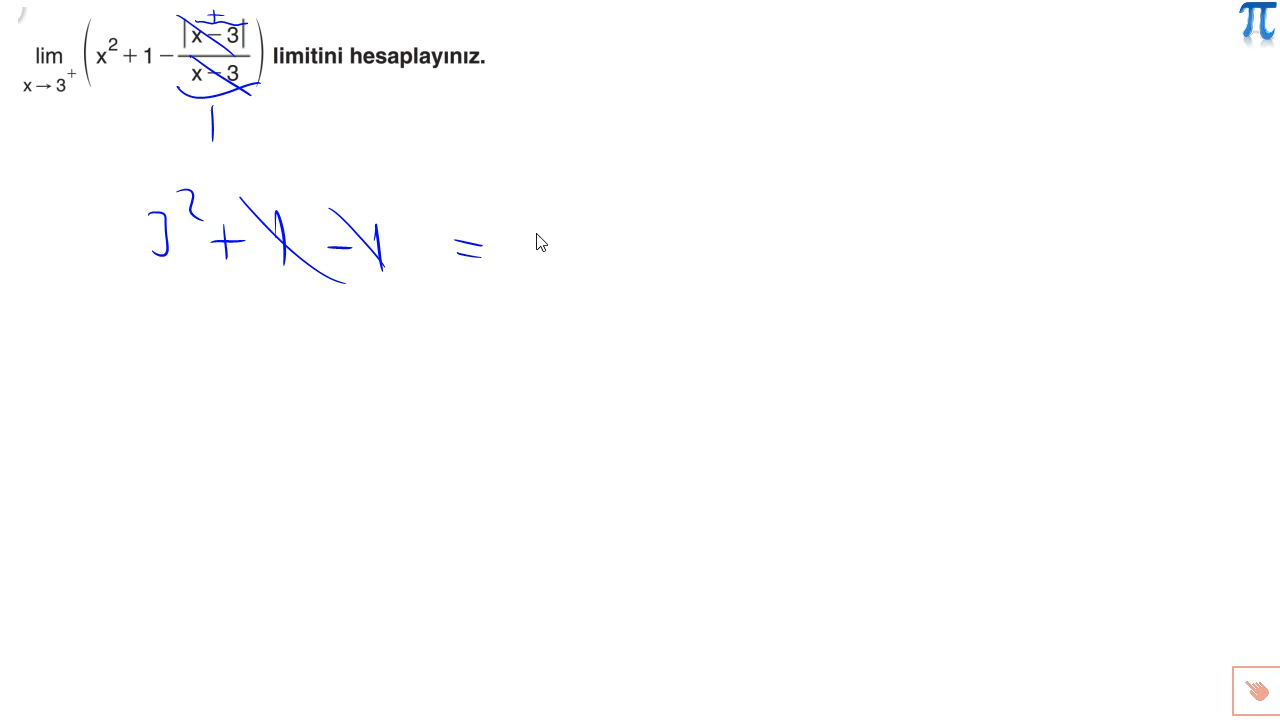 lim x → 3⁺ ( x² + 1 − |x − 3| / x − 3 ) limitini hesaplayınız.
+
1
3² + 1 − 1 =